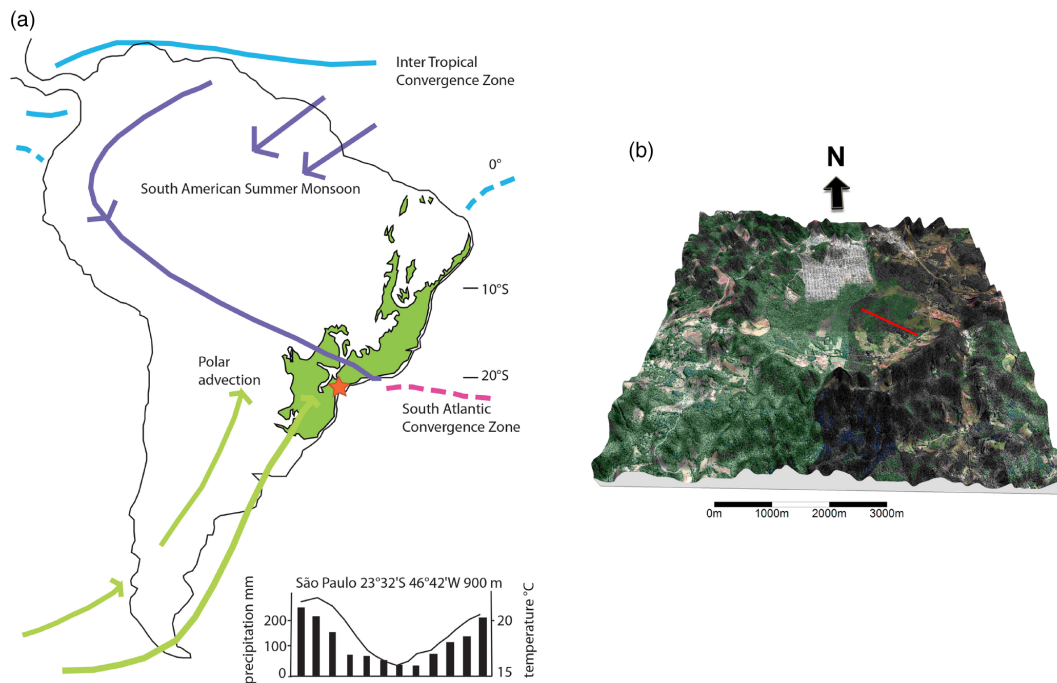 (a)
Inter Tropical
Convergence Zone
0°
South American Summer Monsoon
10°S
Polar
advection
20°S
South Atlantic
Convergence Zone
São Paulo 23°32'S 46°42'W 900 m
precipitation mm
200
100
0
20
15
temperature °C
(b)
N
0m
1000m
2000m
3000m